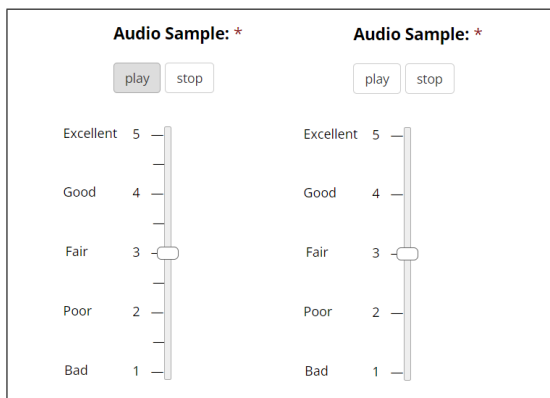 Audio Sample: * Audio Sample: *
play stop play stop
Excellent 5 Excellent 5
Good 4 Good 4
Fair 3 Fair 3
Poor 2 Poor 2
Bad 1 Bad 1